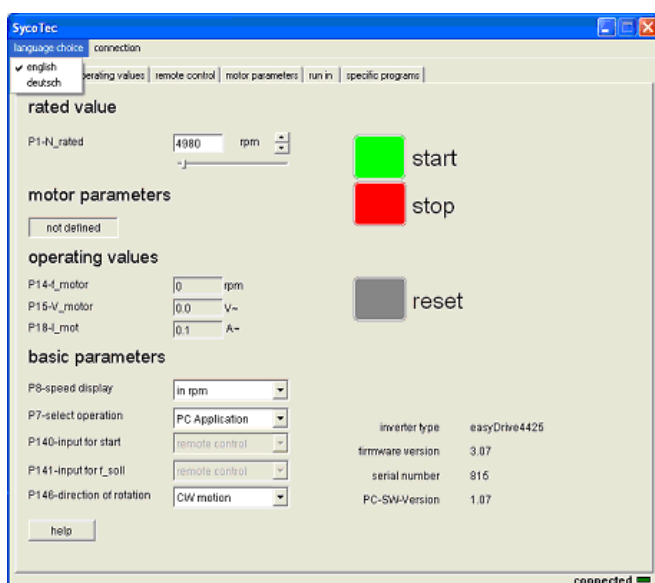 SycoTec
language choice connection
✓ english
deutsch
erating values remote control motor parameters run in specific programs
rated value
P1-N_rated 4980 rpm
start
motor parameters
stop
not defined
operating values
P14-f_motor 0 rpm
P15-V_motor 0.0 V~
reset
P18-I_mot 0.1 A~
basic parameters
P8-speed display in rpm
P7-select operation PC Application
inverter type easyDrive4425
P140-input for start remote control
firmware version 3.07
P141-input for f_soll remote control
serial number 815
P146-direction of rotation CW motion
PC-SW-Version 1.07
help
connected